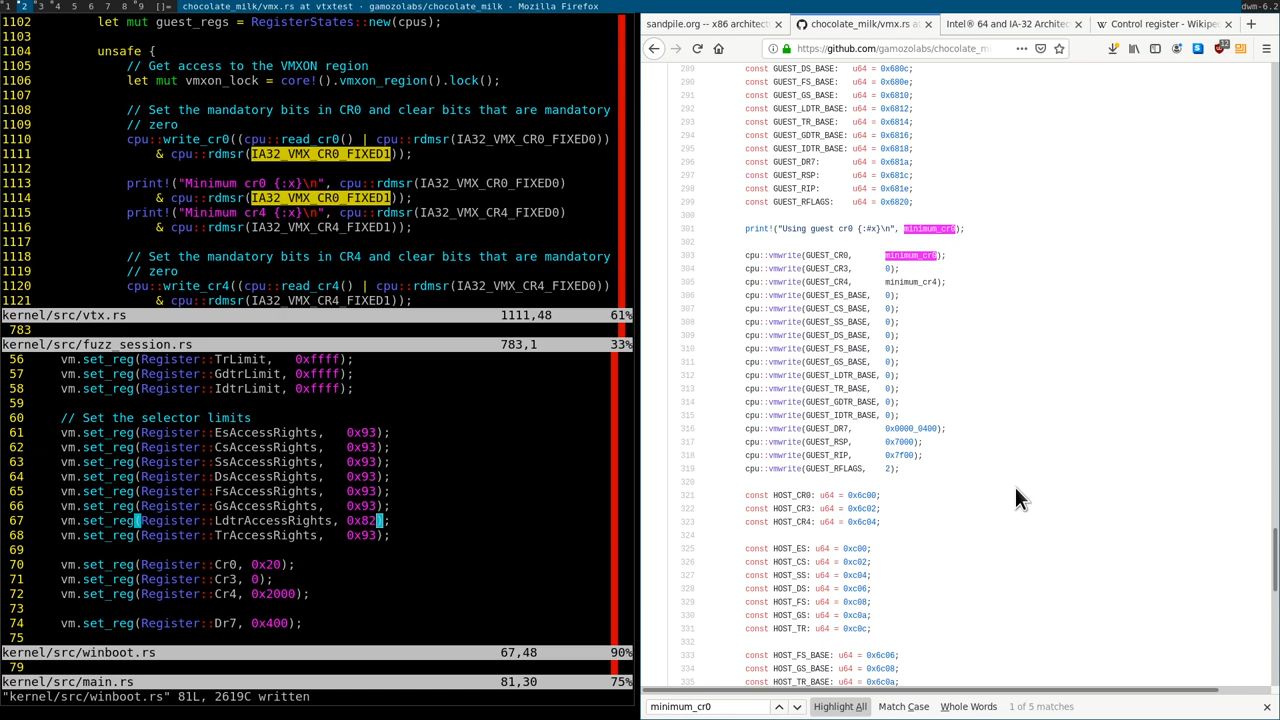 1 2 3 4 5 6 7 8 9 []= chocolate_milk/vmx.rs at vtxtest · gamozolabs/chocolate_milk - Mozilla Firefox dwm-6.2
1102 let mut guest_regs = RegisterStates::new(cpus);
1103
1104 unsafe {
1105 // Get access to the VMXON region
1106 let mut vmxon_lock = core!().vmxon_region().lock();
1107
1108 // Set the mandatory bits in CR0 and clear bits that are mandatory
1109 // zero
1110 cpu::write_cr0((cpu::read_cr0() | cpu::rdmsr(IA32_VMX_CR0_FIXED0))
1111 & cpu::rdmsr(IA32_VMX_CR0_FIXED1));
1112
1113 print!("Minimum cr0 {:x}\n", cpu::rdmsr(IA32_VMX_CR0_FIXED0)
1114 & cpu::rdmsr(IA32_VMX_CR0_FIXED1));
1115 print!("Minimum cr4 {:x}\n", cpu::rdmsr(IA32_VMX_CR4_FIXED0)
1116 & cpu::rdmsr(IA32_VMX_CR4_FIXED1));
1117
1118 // Set the mandatory bits in CR4 and clear bits that are mandatory
1119 // zero
1120 cpu::write_cr4((cpu::read_cr4() | cpu::rdmsr(IA32_VMX_CR4_FIXED0))
1121 & cpu::rdmsr(IA32_VMX_CR4_FIXED1));
kernel/src/vtx.rs 1111,48 61%
783
kernel/src/fuzz_session.rs 783,1 33%
56 vm.set_reg(Register::TrLimit, 0xffff);
57 vm.set_reg(Register::GdtrLimit, 0xffff);
58 vm.set_reg(Register::IdtrLimit, 0xffff);
59
60 // Set the selector limits
61 vm.set_reg(Register::EsAccessRights, 0x93);
62 vm.set_reg(Register::CsAccessRights, 0x93);
63 vm.set_reg(Register::SsAccessRights, 0x93);
64 vm.set_reg(Register::DsAccessRights, 0x93);
65 vm.set_reg(Register::FsAccessRights, 0x93);
66 vm.set_reg(Register::GsAccessRights, 0x93);
67 vm.set_reg(Register::LdtrAccessRights, 0x82);
68 vm.set_reg(Register::TrAccessRights, 0x93);
69
70 vm.set_reg(Register::Cr0, 0x20);
71 vm.set_reg(Register::Cr3, 0);
72 vm.set_reg(Register::Cr4, 0x2000);
73
74 vm.set_reg(Register::Dr7, 0x400);
75
kernel/src/winboot.rs 67,48 90%
79
kernel/src/main.rs 81,30 75%
"kernel/src/winboot.rs" 81L, 2619C written
sandpile.org -- x86 architect
chocolate_milk/vmx.rs at
Intel® 64 and IA-32 Architec
Control register - Wikipe
https://github.com/gamozolabs/chocolate_mi
12
289 const GUEST_DS_BASE: u64 = 0x680c;
290 const GUEST_FS_BASE: u64 = 0x680e;
291 const GUEST_GS_BASE: u64 = 0x6810;
292 const GUEST_LDTR_BASE: u64 = 0x6812;
293 const GUEST_TR_BASE: u64 = 0x6814;
294 const GUEST_GDTR_BASE: u64 = 0x6816;
295 const GUEST_IDTR_BASE: u64 = 0x6818;
296 const GUEST_DR7: u64 = 0x681a;
297 const GUEST_RSP: u64 = 0x681c;
298 const GUEST_RIP: u64 = 0x681e;
299 const GUEST_RFLAGS: u64 = 0x6820;
300
301 print!("Using guest cr0 {:#x}\n", minimum_cr0);
302
303 cpu::vmwrite(GUEST_CR0, minimum_cr0);
304 cpu::vmwrite(GUEST_CR3, 0);
305 cpu::vmwrite(GUEST_CR4, minimum_cr4);
306 cpu::vmwrite(GUEST_ES_BASE, 0);
307 cpu::vmwrite(GUEST_CS_BASE, 0);
308 cpu::vmwrite(GUEST_SS_BASE, 0);
309 cpu::vmwrite(GUEST_DS_BASE, 0);
310 cpu::vmwrite(GUEST_FS_BASE, 0);
311 cpu::vmwrite(GUEST_GS_BASE, 0);
312 cpu::vmwrite(GUEST_LDTR_BASE, 0);
313 cpu::vmwrite(GUEST_TR_BASE, 0);
314 cpu::vmwrite(GUEST_GDTR_BASE, 0);
315 cpu::vmwrite(GUEST_IDTR_BASE, 0);
316 cpu::vmwrite(GUEST_DR7, 0x0000_0400);
317 cpu::vmwrite(GUEST_RSP, 0x7000);
318 cpu::vmwrite(GUEST_RIP, 0x7f00);
319 cpu::vmwrite(GUEST_RFLAGS, 2);
320
321 const HOST_CR0: u64 = 0x6c00;
322 const HOST_CR3: u64 = 0x6c02;
323 const HOST_CR4: u64 = 0x6c04;
325 const HOST_ES: u64 = 0xc00;
326 const HOST_CS: u64 = 0xc02;
327 const HOST_SS: u64 = 0xc04;
328 const HOST_DS: u64 = 0xc06;
329 const HOST_FS: u64 = 0xc08;
330 const HOST_GS: u64 = 0xc0a;
331 const HOST_TR: u64 = 0xc0c;
333 const HOST_FS_BASE: u64 = 0x6c06;
334 const HOST_GS_BASE: u64 = 0x6c08;
335 const HOST_TR_BASE: u64 = 0x6c0a;
minimum_cr0 Highlight All Match Case Whole Words 1 of 5 matches